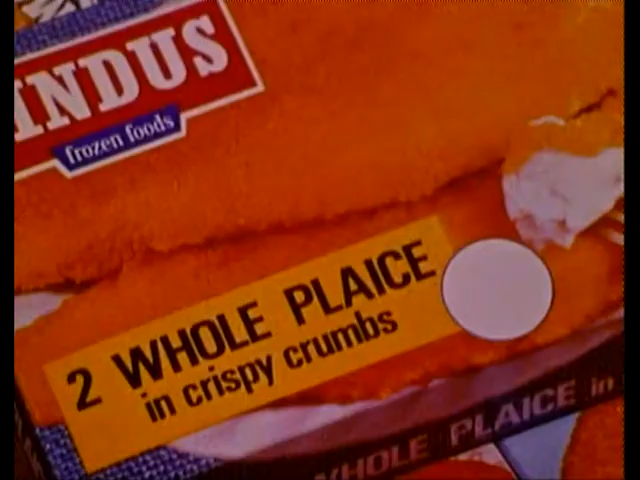 INDUS
frozen foods
2 WHOLE PLAICE
in crispy crumbs
WHOLE PLAICE in